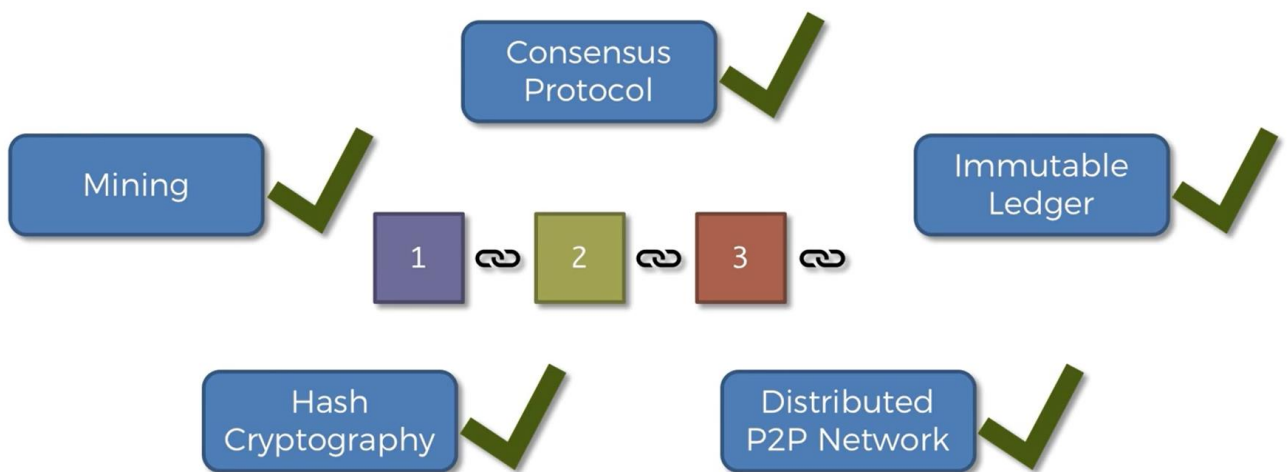 Consensus
Protocol
Mining
Immutable
Ledger
1
2
3
Hash
Cryptography
Distributed
P2P Network